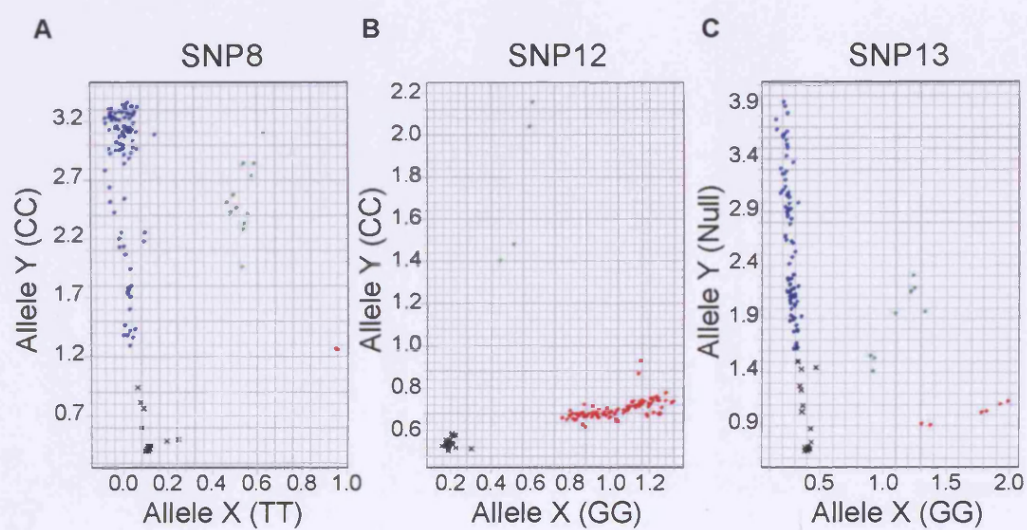 A
SNP8
Allele Y (CC)
3.2
2.7
2.2
1.7
1.2
0.7
0.0 0.2 0.4 0.6 0.8 1.0
Allele X (TT)
B
SNP12
Allele Y (CC)
2.2
2.0
1.8
1.6
1.4
1.2
1.0
0.8
0.6
0.2 0.4 0.6 0.8 1.0 1.2
Allele X (GG)
C
SNP13
Allele Y (Null)
3.9
3.4
2.9
2.4
1.9
1.4
0.9
0.5 1.0 1.5 2.0
Allele X (GG)